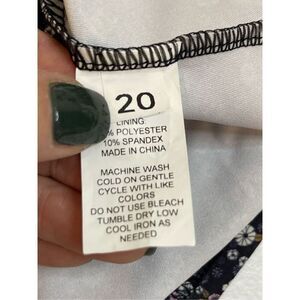 20
LINING:
% POLYESTER
10% SPANDEX
MADE IN CHINA
MACHINE WASH
COLD ON GENTLE
CYCLE WITH LIKE
COLORS
DO NOT USE BLEACH
TUMBLE DRY LOW
COOL IRON AS
NEEDED